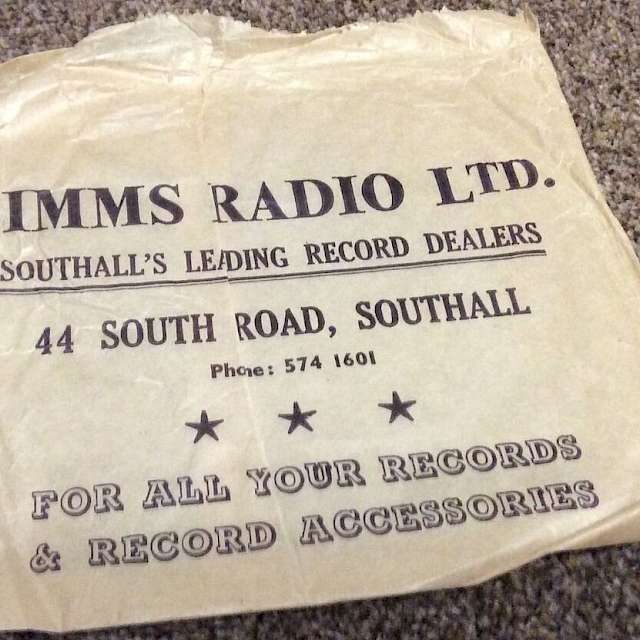 IMMS RADIO LTD.
SOUTHALL'S LEADING RECORD DEALERS
44 SOUTH ROAD, SOUTHALL
Phone: 574 1601
FOR ALL YOUR RECORDS
& RECORD ACCESSORIES